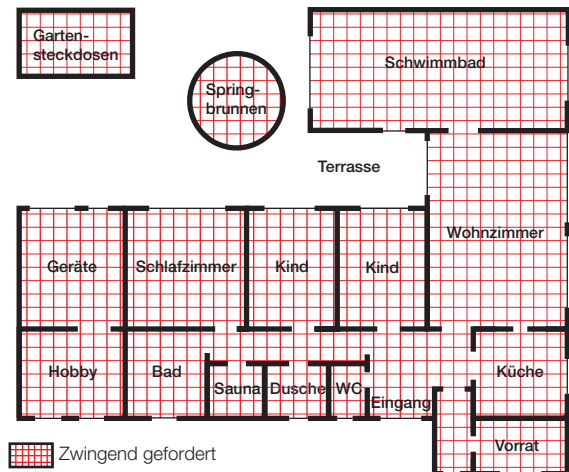 Garten-
steckdosen
Spring-
brunnen
Schwimmbad
Terrasse
Wohnzimmer
Geräte
Schlafzimmer
Kind
Kind
Hobby
Bad
Sauna
Dusche
WC
Eingang
Küche
Vorrat
Zwingend gefordert